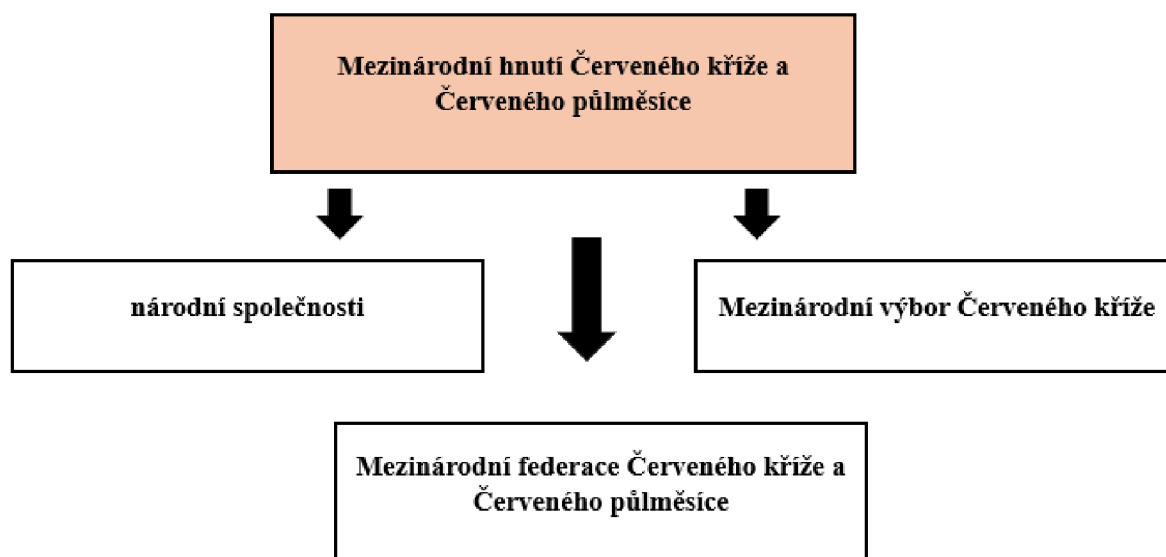 Mezinárodní hnutí Červeného kříže a
Červeného půlměsíce
národní společnosti
Mezinárodní výbor Červeného kříže
Mezinárodní federace Červeného kříže a
Červeného půlměsíce